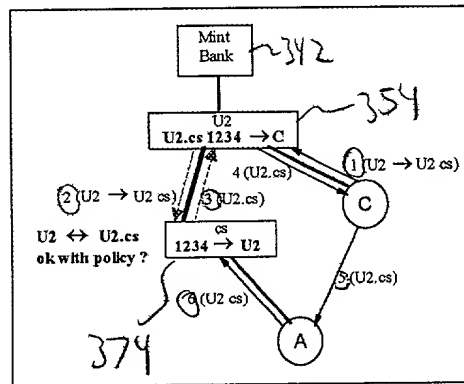 Mint
Bank
342
U2
U2.cs 1234 → C
354
1 (U2 → U2 cs)
4 (U2.cs)
2 (U2 → U2 cs)
3 (U2.cs)
C
U2 ↔ U2.cs
ok with policy ?
cs
1234 → U2
5 (U2.cs)
6 (U2 cs)
374
A